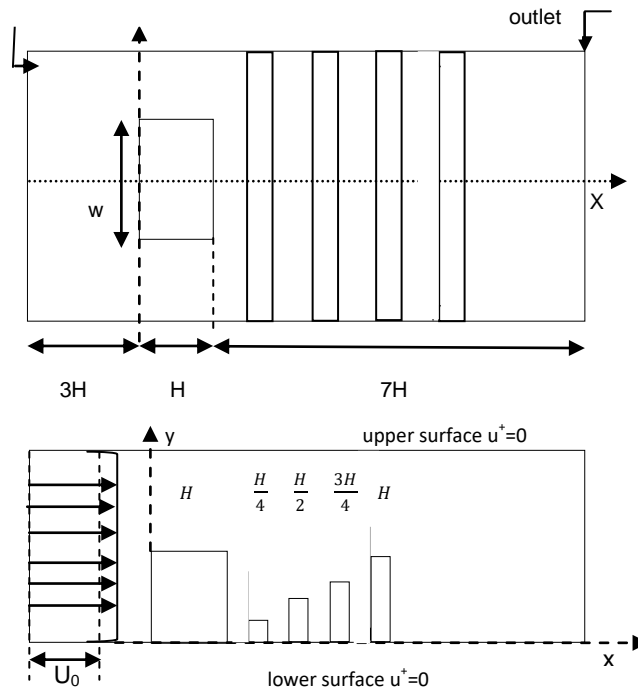 outlet
w
X
3H
H
7H
y
upper surface u⁺=0
H
H/4
H/2
3H/4
H
U₀
x
lower surface u⁺=0